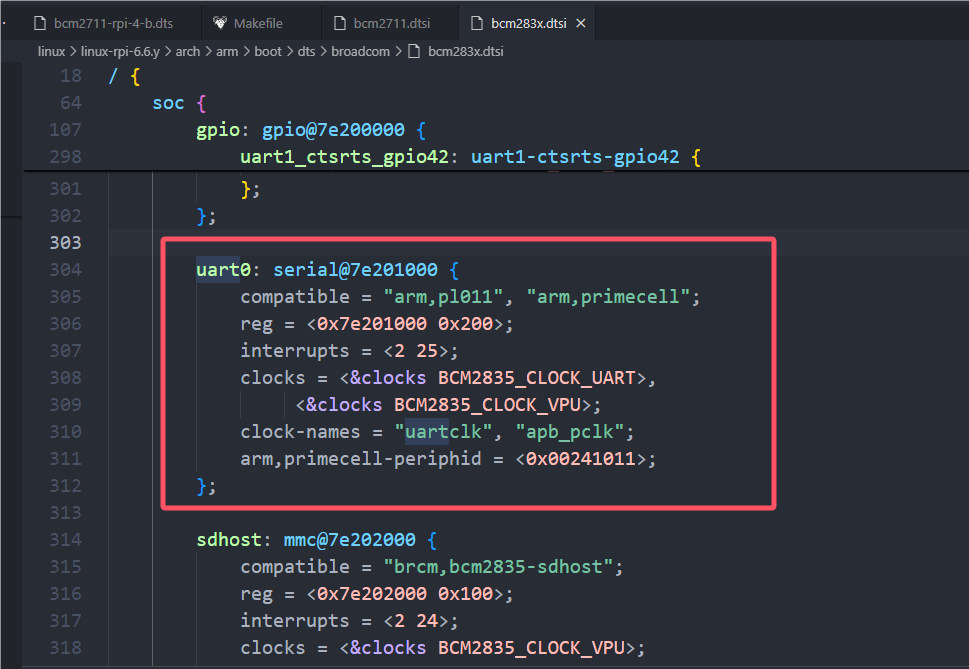 bcm2711-rpi-4-b.dts Makefile bcm2711.dtsi bcm283x.dtsi ×
linux > linux-rpi-6.6.y > arch > arm > boot > dts > broadcom > bcm283x.dtsi
18 / {
64 soc {
107 gpio: gpio@7e200000 {
298 uart1_ctsrts_gpio42: uart1-ctsrts-gpio42 {
301 };
302 };
303
304 uart0: serial@7e201000 {
305 compatible = "arm,pl011", "arm,primecell";
306 reg = <0x7e201000 0x200>;
307 interrupts = <2 25>;
308 clocks = <&clocks BCM2835_CLOCK_UART>,
309 <&clocks BCM2835_CLOCK_VPU>;
310 clock-names = "uartclk", "apb_pclk";
311 arm,primecell-periphid = <0x00241011>;
312 };
313
314 sdhost: mmc@7e202000 {
315 compatible = "brcm,bcm2835-sdhost";
316 reg = <0x7e202000 0x100>;
317 interrupts = <2 24>;
318 clocks = <&clocks BCM2835_CLOCK_VPU>;